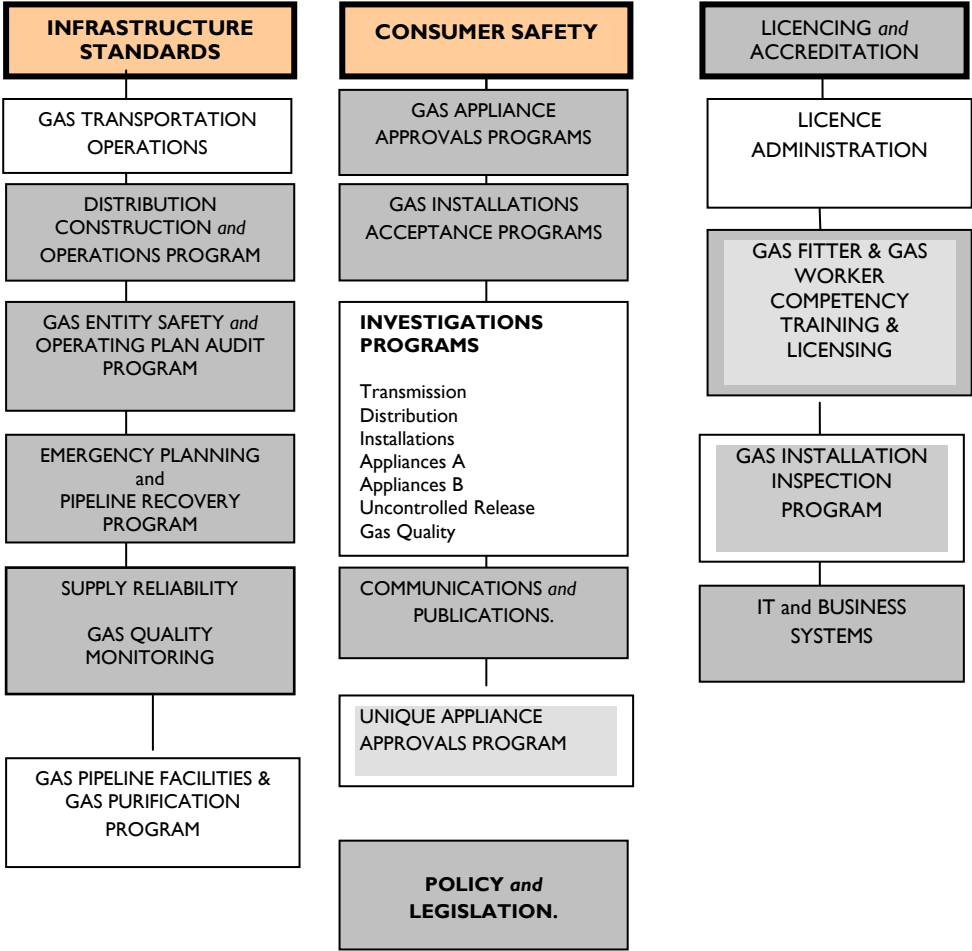 INFRASTRUCTURE
STANDARDS
GAS TRANSPORTATION
OPERATIONS
DISTRIBUTION
CONSTRUCTION and
OPERATIONS PROGRAM
GAS ENTITY SAFETY and
OPERATING PLAN AUDIT
PROGRAM
EMERGENCY PLANNING
and
PIPELINE RECOVERY
PROGRAM
SUPPLY RELIABILITY
GAS QUALITY
MONITORING
GAS PIPELINE FACILITIES &
GAS PURIFICATION
PROGRAM
CONSUMER SAFETY
GAS APPLIANCE
APPROVALS PROGRAMS
GAS INSTALLATIONS
ACCEPTANCE PROGRAMS
INVESTIGATIONS
PROGRAMS
Transmission
Distribution
Installations
Appliances A
Appliances B
Uncontrolled Release
Gas Quality
COMMUNICATIONS and
PUBLICATIONS.
UNIQUE APPLIANCE
APPROVALS PROGRAM
POLICY and
LEGISLATION.
LICENCING and
ACCREDITATION
LICENCE
ADMINISTRATION
GAS FITTER & GAS
WORKER
COMPETENCY
TRAINING &
LICENSING
GAS INSTALLATION
INSPECTION
PROGRAM
IT and BUSINESS
SYSTEMS